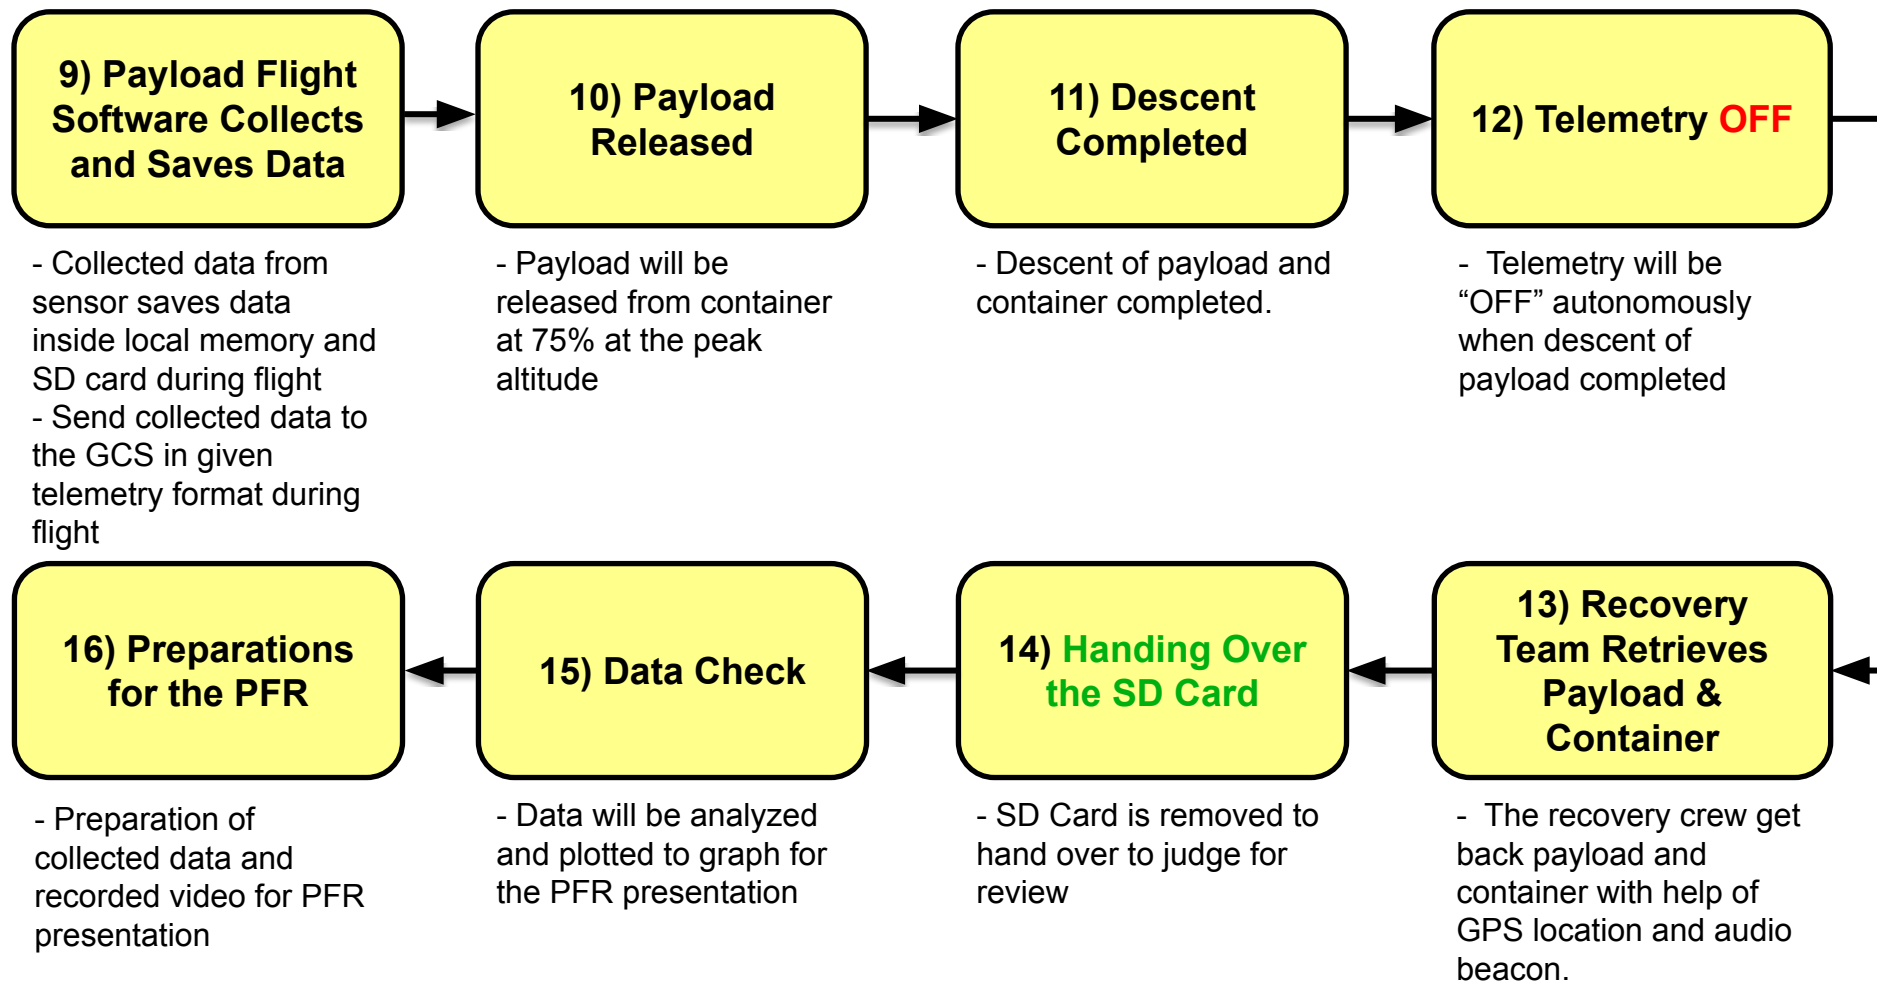 9) Payload Flight
Software Collects
and Saves Data
10) Payload
Released
11) Descent
Completed
12) Telemetry OFF
- Collected data from
sensor saves data
inside local memory and
SD card during flight
- Send collected data to
the GCS in given
telemetry format during
flight
- Payload will be
released from container
at 75% at the peak
altitude
- Descent of payload and
container completed.
- Telemetry will be
“OFF” autonomously
when descent of
payload completed
13) Recovery
Team Retrieves
Payload &
Container
14) Handing Over
the SD Card
15) Data Check
16) Preparations
for the PFR
- The recovery crew get
back payload and
container with help of
GPS location and audio
beacon.
- SD Card is removed to
hand over to judge for
review
- Data will be analyzed
and plotted to graph for
the PFR presentation
- Preparation of
collected data and
recorded video for PFR
presentation